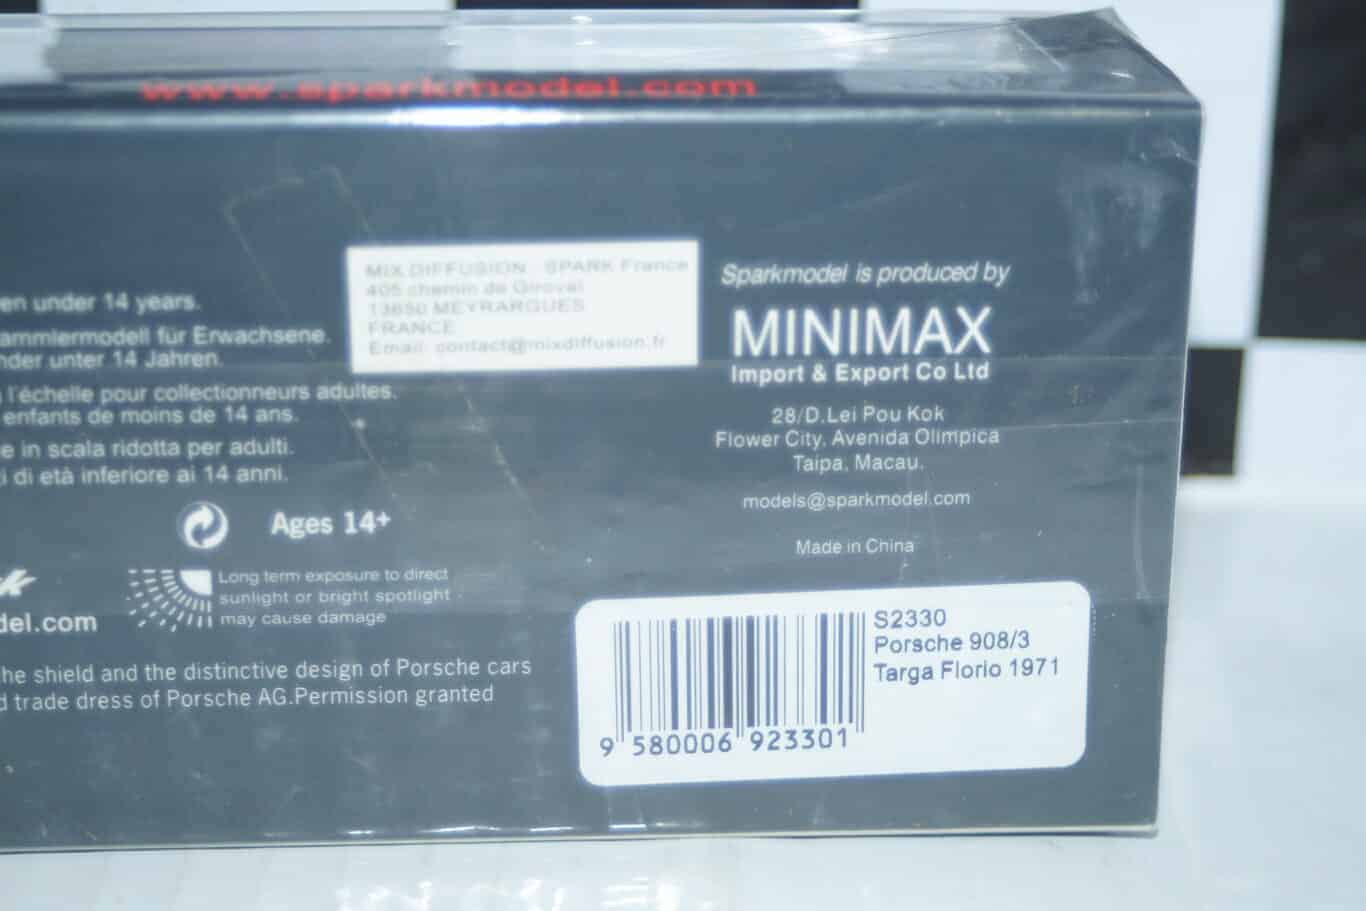 www.sparkmodel.com
en under 14 years.
ammlermodell für Erwachsene.
nder unter 14 Jahren.
l'échelle pour collectionneurs adultes.
enfants de moins de 14 ans.
e in scala ridotta per adulti.
i di età inferiore ai 14 anni.
Ages 14+
Long term exposure to direct
sunlight or bright spotlight
may cause damage
del.com
he shield and the distinctive design of Porsche cars
d trade dress of Porsche AG.Permission granted
MIX DIFFUSION SPARK France
405 chemin de Giroval
13650 MEYRARGUES
FRANCE
Email: contact@mixdiffusion.fr
Sparkmodel is produced by
MINIMAX
Import & Export Co Ltd
28/D.Lei Pou Kok
Flower City, Avenida Olimpica
Taipa, Macau.
models@sparkmodel.com
Made in China
S2330
Porsche 908/3
Targa Florio 1971
9 580006 923301